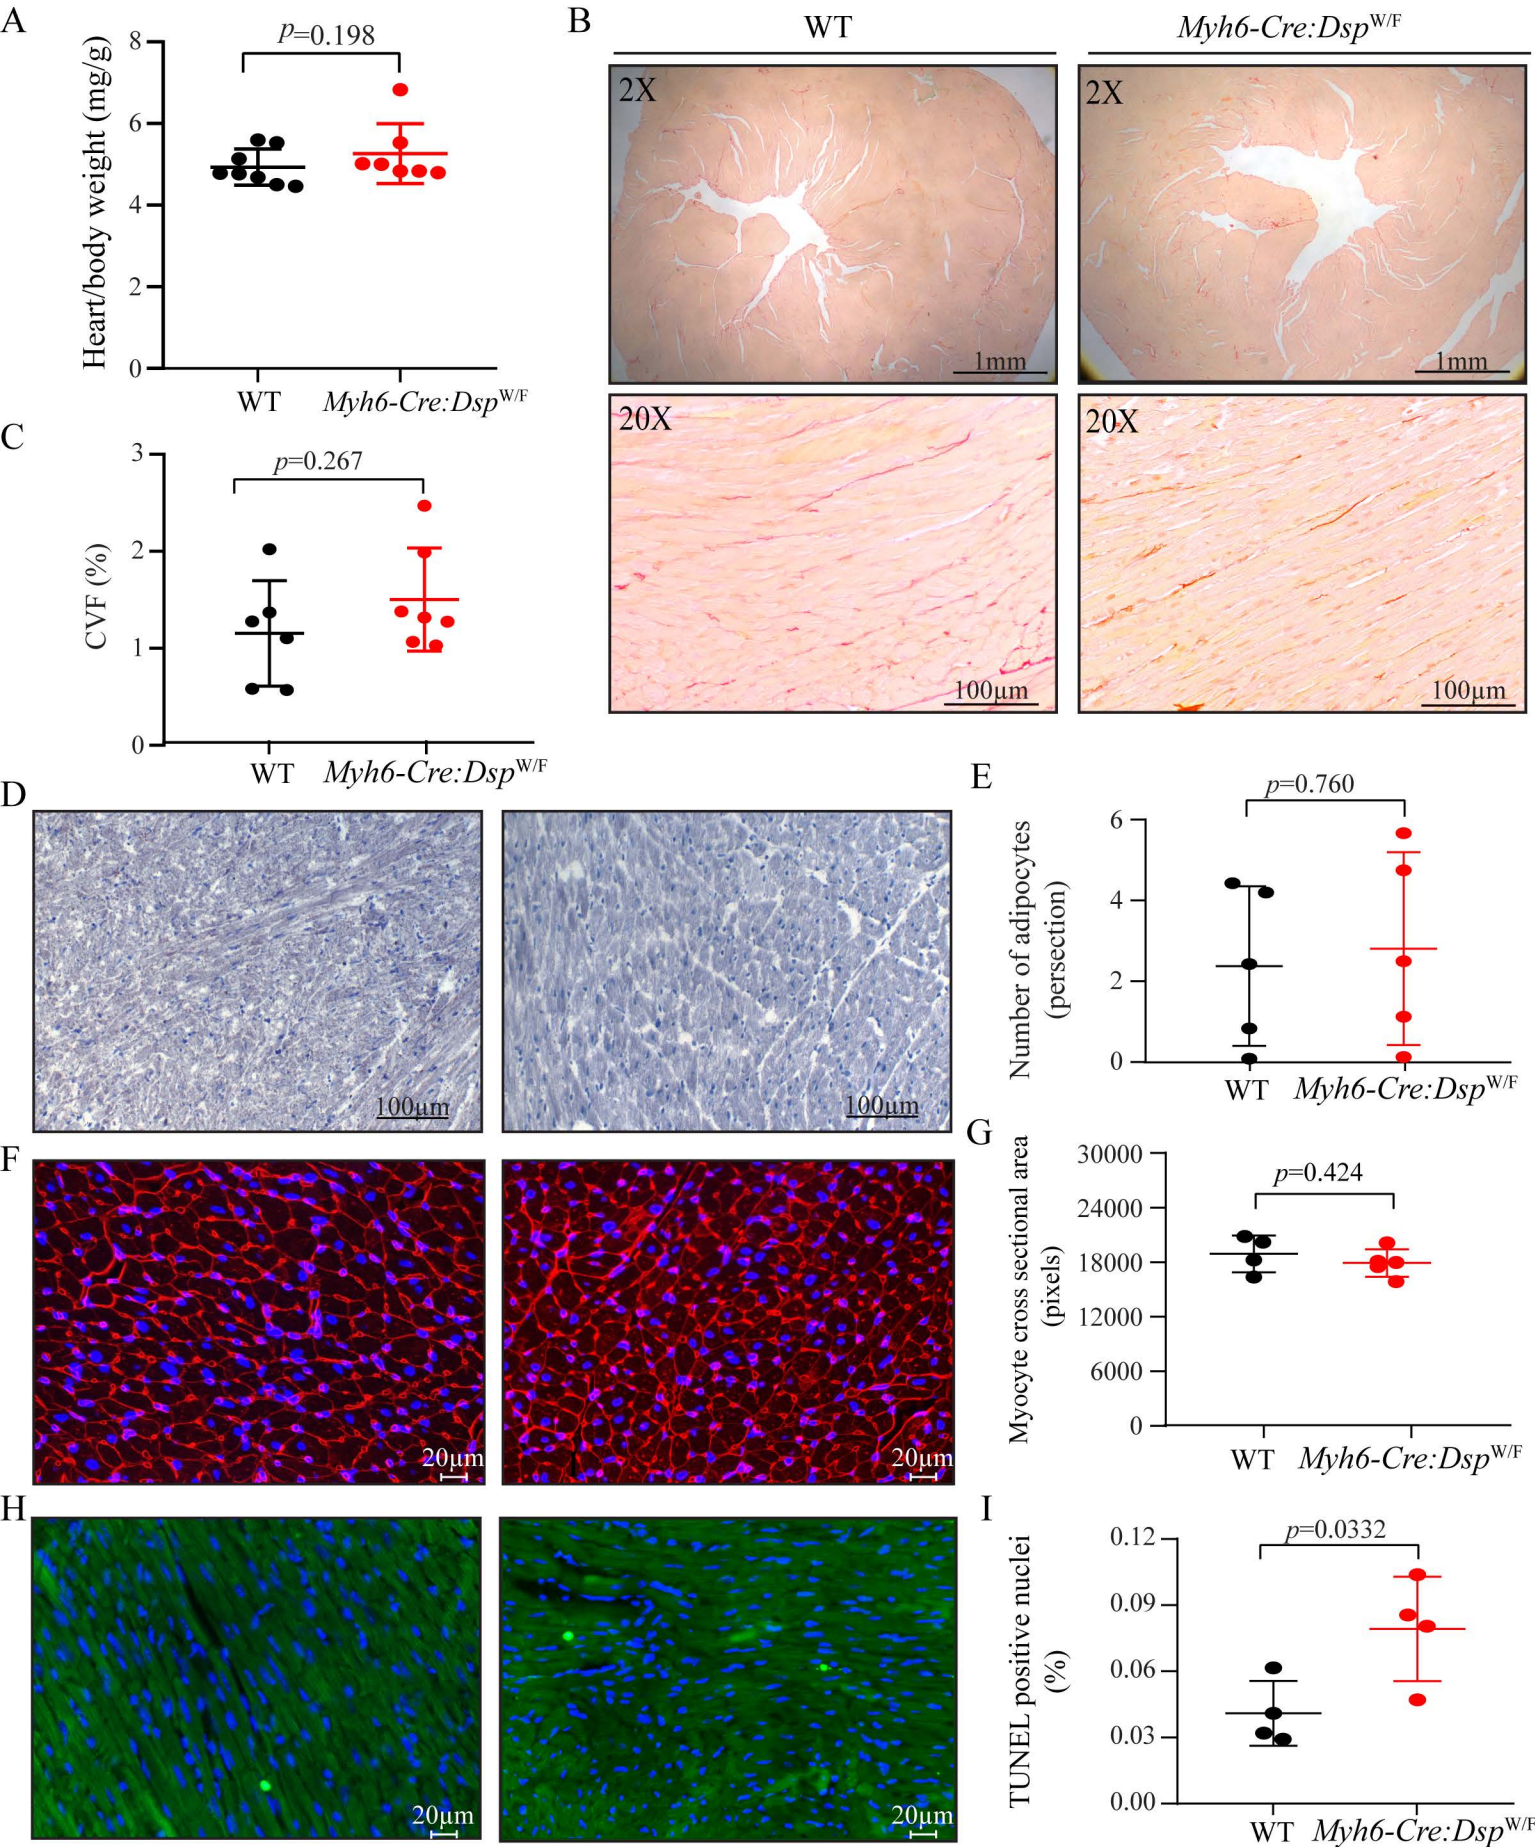 A
Heart/body weight (mg/g)
8
6
4
2
0
p=0.198
WT
Myh6-Cre:Dsp^W/F
B
WT
Myh6-Cre:Dsp^W/F
2X
1mm
2X
1mm
20X
100µm
20X
100µm
C
CVF (%)
3
2
1
0
p=0.267
WT
Myh6-Cre:Dsp^W/F
D
100µm
100µm
E
Number of adipocytes
(persection)
6
4
2
0
p=0.760
WT
Myh6-Cre:Dsp^W/F
F
20µm
20µm
G
Myocyte cross sectional area
(pixels)
30000
24000
18000
12000
6000
0
p=0.424
WT
Myh6-Cre:Dsp^W/F
H
20µm
20µm
I
TUNEL positive nuclei
(%)
0.12
0.09
0.06
0.03
0.00
p=0.0332
WT
Myh6-Cre:Dsp^W/F